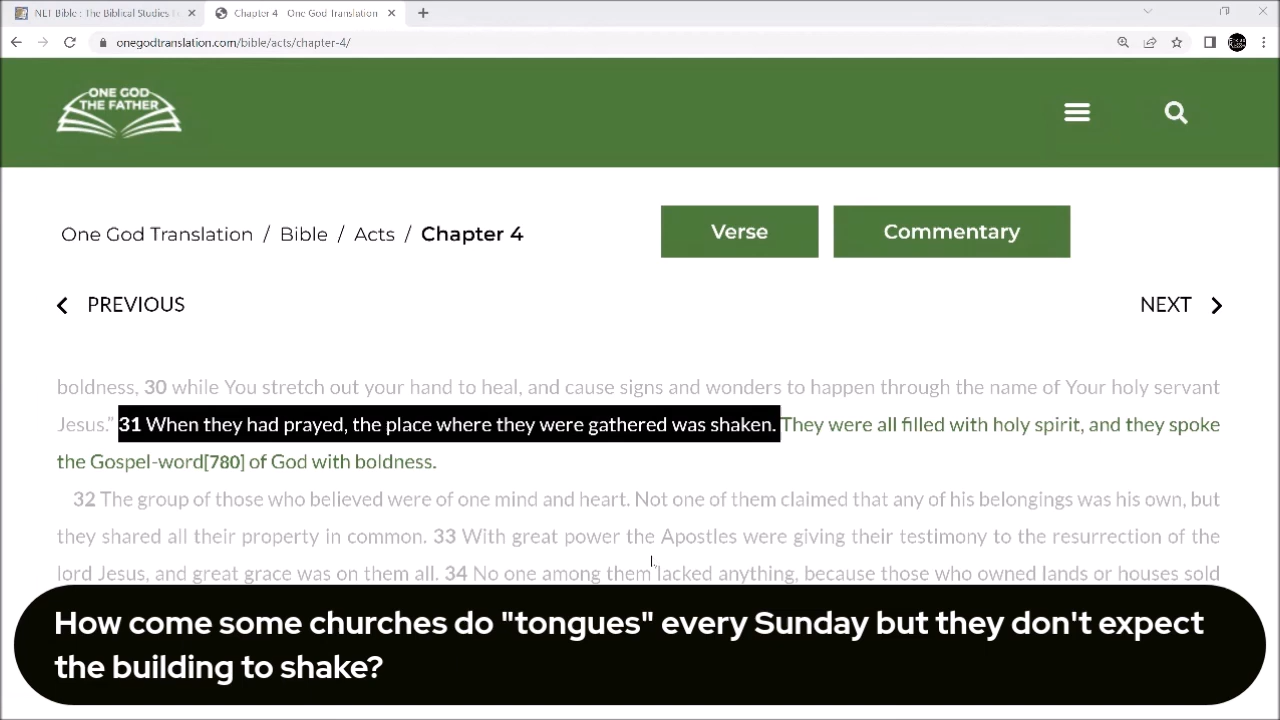 NLT Bible : The Biblical Studies
Chapter 4 - One God Translation
onegodtranslation.com/bible/acts/chapter-4/
ONE GOD
THE FATHER
One God Translation / Bible / Acts / Chapter 4
Verse
Commentary
PREVIOUS
NEXT
boldness, 30 while You stretch out your hand to heal, and cause signs and wonders to happen through the name of Your holy servant
Jesus." 31 When they had prayed, the place where they were gathered was shaken. They were all filled with holy spirit, and they spoke
the Gospel-word[780] of God with boldness.
32 The group of those who believed were of one mind and heart. Not one of them claimed that any of his belongings was his own, but
they shared all their property in common. 33 With great power the Apostles were giving their testimony to the resurrection of the
lord Jesus, and great grace was on them all. 34 No one among them lacked anything, because those who owned lands or houses sold
How come some churches do "tongues" every Sunday but they don't expect
the building to shake?